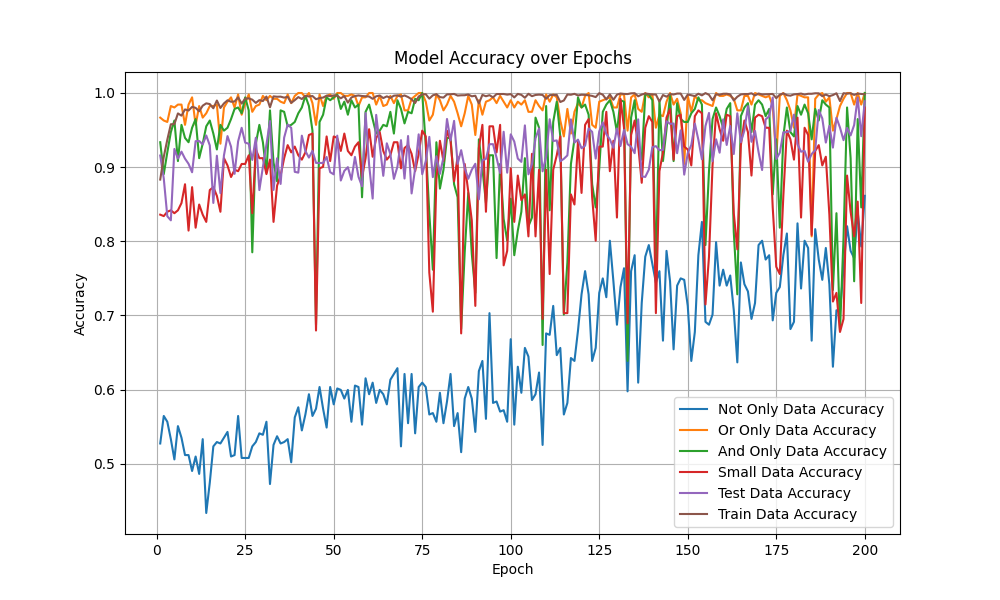 Model Accuracy over Epochs
1.0
0.9
0.8
0.7
0.6
0.5
Accuracy
0
25
50
75
100
125
150
175
200
Epoch
Not Only Data Accuracy
Or Only Data Accuracy
And Only Data Accuracy
Small Data Accuracy
Test Data Accuracy
Train Data Accuracy